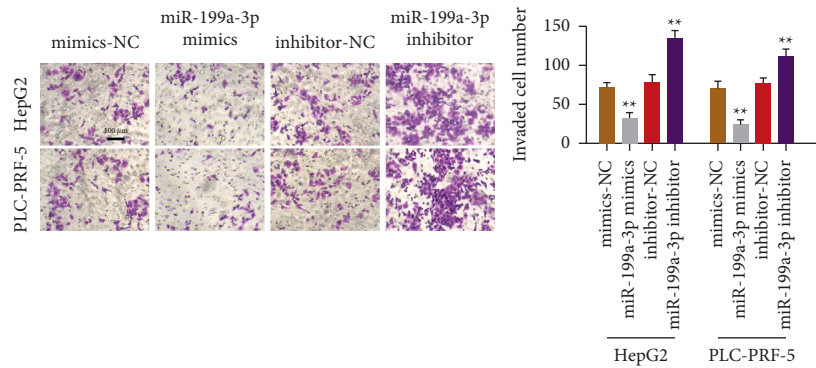 mimics-NC
miR-199a-3p
mimics
inhibitor-NC
miR-199a-3p
inhibitor
HepG2
PLC-PRF-5
100 μm
Invaded cell number
150
100
50
0
**
**
**
**
mimics-NC
miR-199a-3p mimics
inhibitor-NC
miR-199a-3p inhibitor
mimics-NC
miR-199a-3p mimics
inhibitor-NC
miR-199a-3p inhibitor
HepG2
PLC-PRF-5